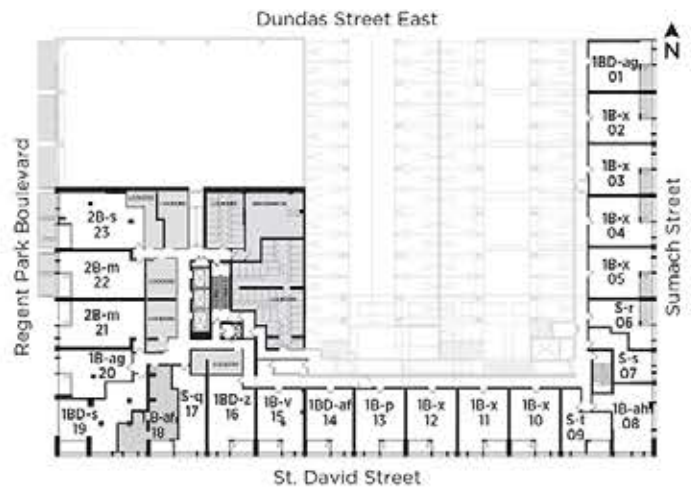 Dundas Street East
N
Regent Park Boulevard
Sumach Street
1BD-ag
01
1B-x
02
1B-x
03
1B-x
04
1B-x
05
S-r
06
S-s
07
1B-ah
08
S-t
09
1B-x
10
1B-x
11
1B-x
12
1B-p
13
1BD-af
14
1B-v
15
1BD-z
16
S-q
17
B-af
18
1BD-s
19
1B-ag
20
2B-m
21
2B-m
22
2B-s
23
St. David Street